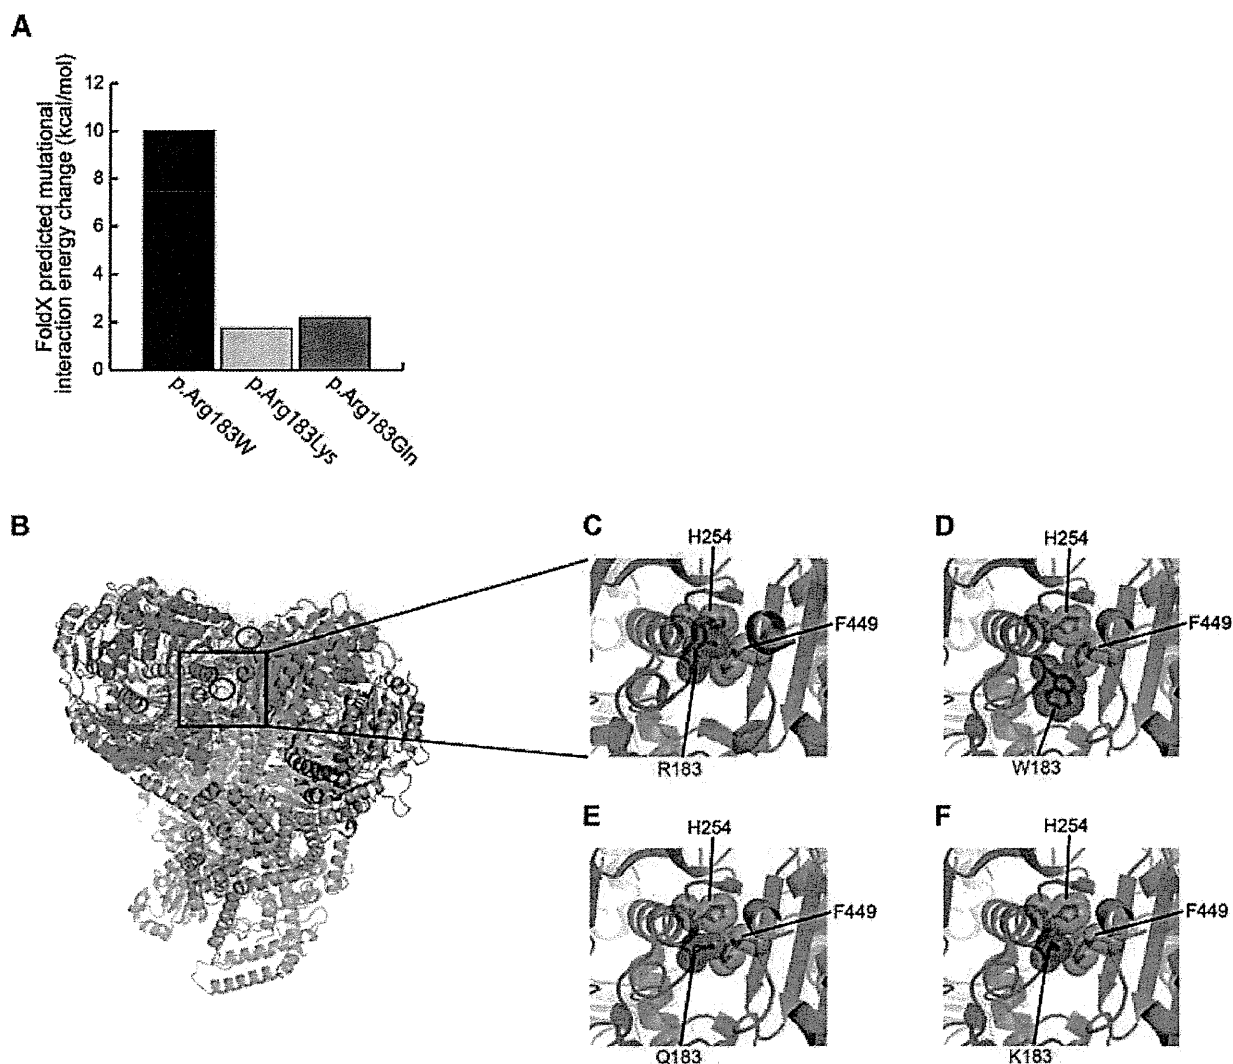 A
FoldX predicted mutational
interaction energy change (kcal/mol)
12
10
8
6
4
2
0
p.Arg183W
p.Arg183Lys
p.Arg183Gln
B
C
H254
F449
R183
D
H254
F449
W183
E
H254
F449
Q183
F
H254
F449
K183